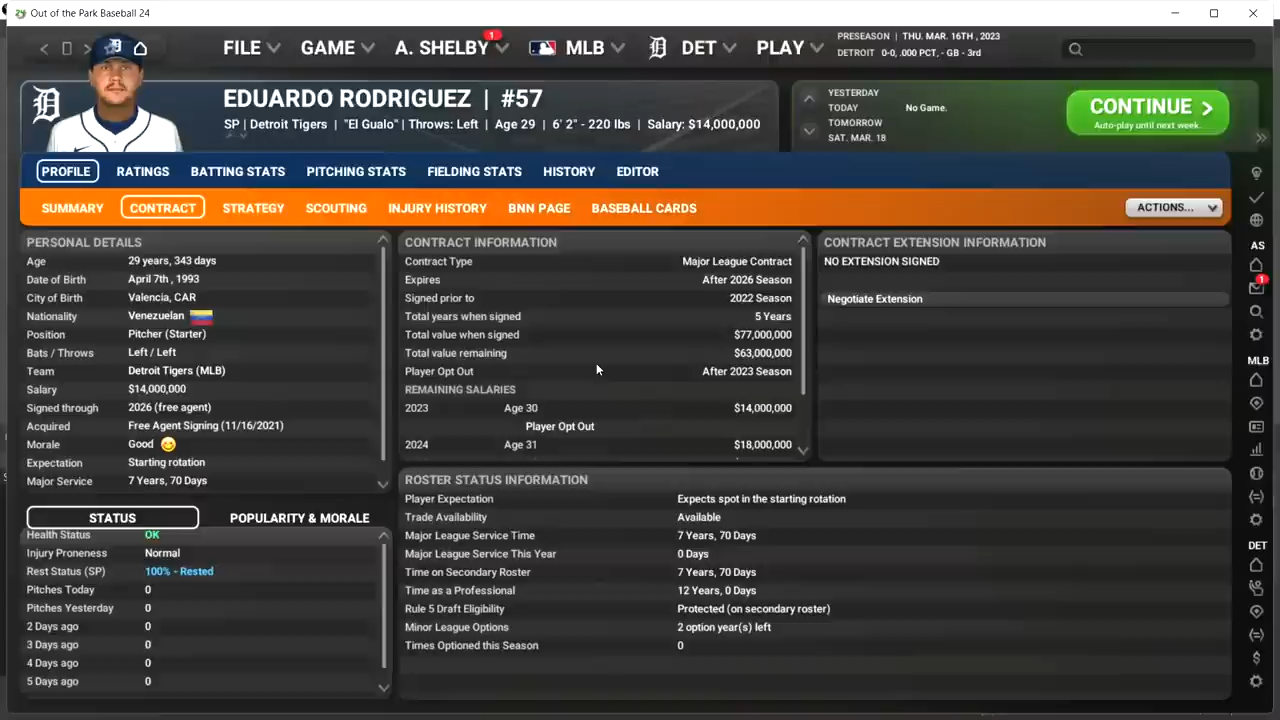 Out of the Park Baseball 24
FILE GAME A. SHELBY 1 MLB DET PLAY
PRESEASON | THU. MAR. 16TH , 2023
DETROIT 0-0, .000 PCT, - GB - 3rd
EDUARDO RODRIGUEZ | #57
SP | Detroit Tigers | "El Gualo" | Throws: Left | Age 29 | 6' 2" - 220 lbs | Salary: $14,000,000
YESTERDAY
TODAY No Game.
TOMORROW
SAT. MAR. 18
CONTINUE >
Auto-play until next week
PROFILE RATINGS BATTING STATS PITCHING STATS FIELDING STATS HISTORY EDITOR
SUMMARY CONTRACT STRATEGY SCOUTING INJURY HISTORY BNN PAGE BASEBALL CARDS ACTIONS...
PERSONAL DETAILS
Age 29 years, 343 days
Date of Birth April 7th , 1993
City of Birth Valencia, CAR
Nationality Venezuelan
Position Pitcher (Starter)
Bats / Throws Left / Left
Team Detroit Tigers (MLB)
Salary $14,000,000
Signed through 2026 (free agent)
Acquired Free Agent Signing (11/16/2021)
Morale Good
Expectation Starting rotation
Major Service 7 Years, 70 Days
STATUS POPULARITY & MORALE
Health Status OK
Injury Proneness Normal
Rest Status (SP) 100% - Rested
Pitches Today 0
Pitches Yesterday 0
2 Days ago 0
3 Days ago 0
4 Days ago 0
5 Days ago 0
CONTRACT INFORMATION
Contract Type Major League Contract
Expires After 2026 Season
Signed prior to 2022 Season
Total years when signed 5 Years
Total value when signed $77,000,000
Total value remaining $63,000,000
Player Opt Out After 2023 Season
REMAINING SALARIES
2023 Age 30 $14,000,000
Player Opt Out
2024 Age 31 $18,000,000
CONTRACT EXTENSION INFORMATION
NO EXTENSION SIGNED
Negotiate Extension
ROSTER STATUS INFORMATION
Player Expectation Expects spot in the starting rotation
Trade Availability Available
Major League Service Time 7 Years, 70 Days
Major League Service This Year 0 Days
Time on Secondary Roster 7 Years, 70 Days
Time as a Professional 12 Years, 0 Days
Rule 5 Draft Eligibility Protected (on secondary roster)
Minor League Options 2 option year(s) left
Times Optioned this Season 0
AS
1
MLB
DET